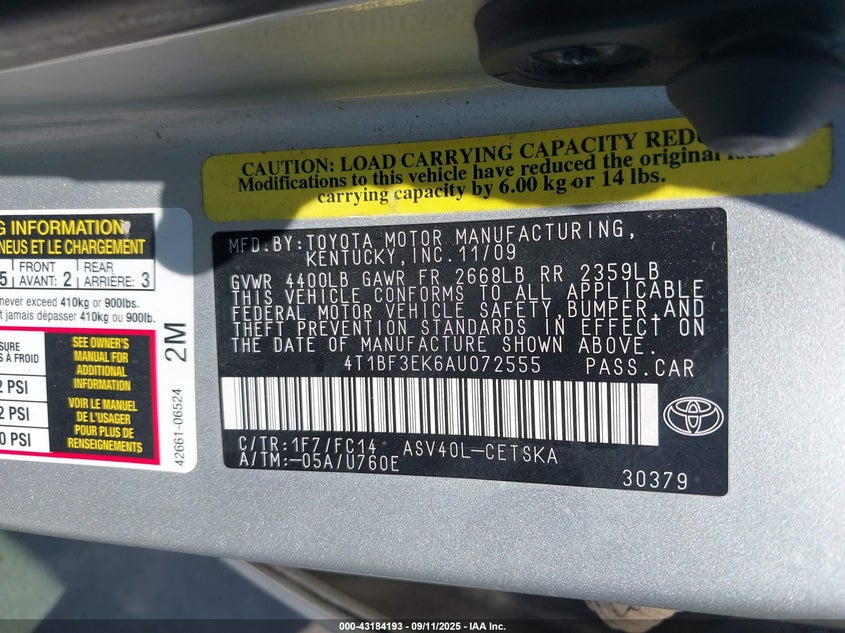 CAUTION: LOAD CARRYING CAPACITY
Modifications to this vehicle have reduced the original
carrying capacity by 6.00 kg or 14 lbs.
INFORMATION
NEUS ET LE CHARGEMENT
5 FRONT AVANT: 2 REAR ARRIÈRE: 3
never exceed 410kg or 900lbs.
t jamais dépasser 410kg ou 900lb.
À FROID
PSI
PSI
0 PSI
SEE OWNER'S
MANUAL FOR
ADDITIONAL
INFORMATION
VOIR LE MANUEL
DE L'USAGER
POUR PLUS DE
RENSEIGNEMENTS
2M
42661-06524
MFD.BY:TOYOTA MOTOR MANUFACTURING,
KENTUCKY,INC.11/09
GVWR 4400LB GAWR FR 2668LB RR 2359LB
THIS VEHICLE CONFORMS TO ALL APPLICABLE
FEDERAL MOTOR VEHICLE SAFETY,BUMPER,AND
THEFT PREVENTION STANDARDS IN EFFECT ON
THE DATE OF MANUFACTURE SHOWN ABOVE.
4T1BF3EK6AU072555 PASS.CAR
C/TR:1F7/FC14 ASV40L-CETSKA
A/TM:-05A/U760E
30379
000-43184193 - 09/11/2025 - IAA Inc.